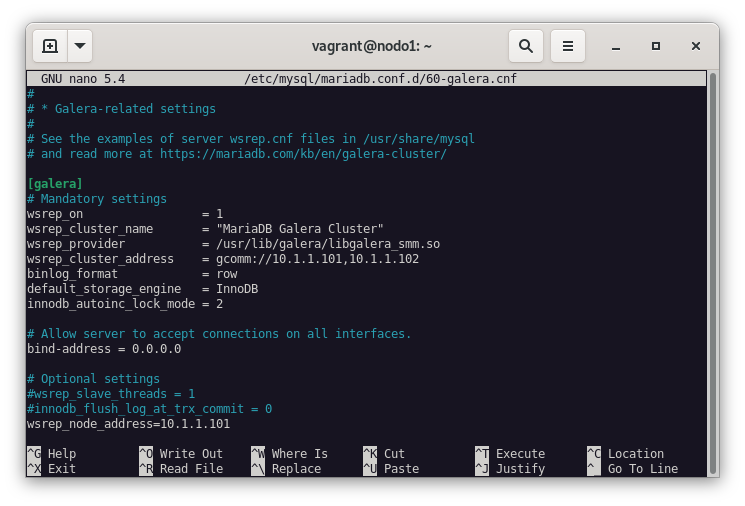 vagrant@nodo1: ~
GNU nano 5.4 /etc/mysql/mariadb.conf.d/60-galera.cnf
#
# * Galera-related settings
#
# See the examples of server wsrep.cnf files in /usr/share/mysql
# and read more at https://mariadb.com/kb/en/galera-cluster/
[galera]
# Mandatory settings
wsrep_on = 1
wsrep_cluster_name = "MariaDB Galera Cluster"
wsrep_provider = /usr/lib/galera/libgalera_smm.so
wsrep_cluster_address = gcomm://10.1.1.101,10.1.1.102
binlog_format = row
default_storage_engine = InnoDB
innodb_autoinc_lock_mode = 2
# Allow server to accept connections on all interfaces.
bind-address = 0.0.0.0
# Optional settings
#wsrep_slave_threads = 1
#innodb_flush_log_at_trx_commit = 0
wsrep_node_address=10.1.1.101
^G Help ^O Write Out ^W Where Is ^K Cut ^T Execute ^C Location
^X Exit ^R Read File ^\ Replace ^U Paste ^J Justify ^_ Go To Line